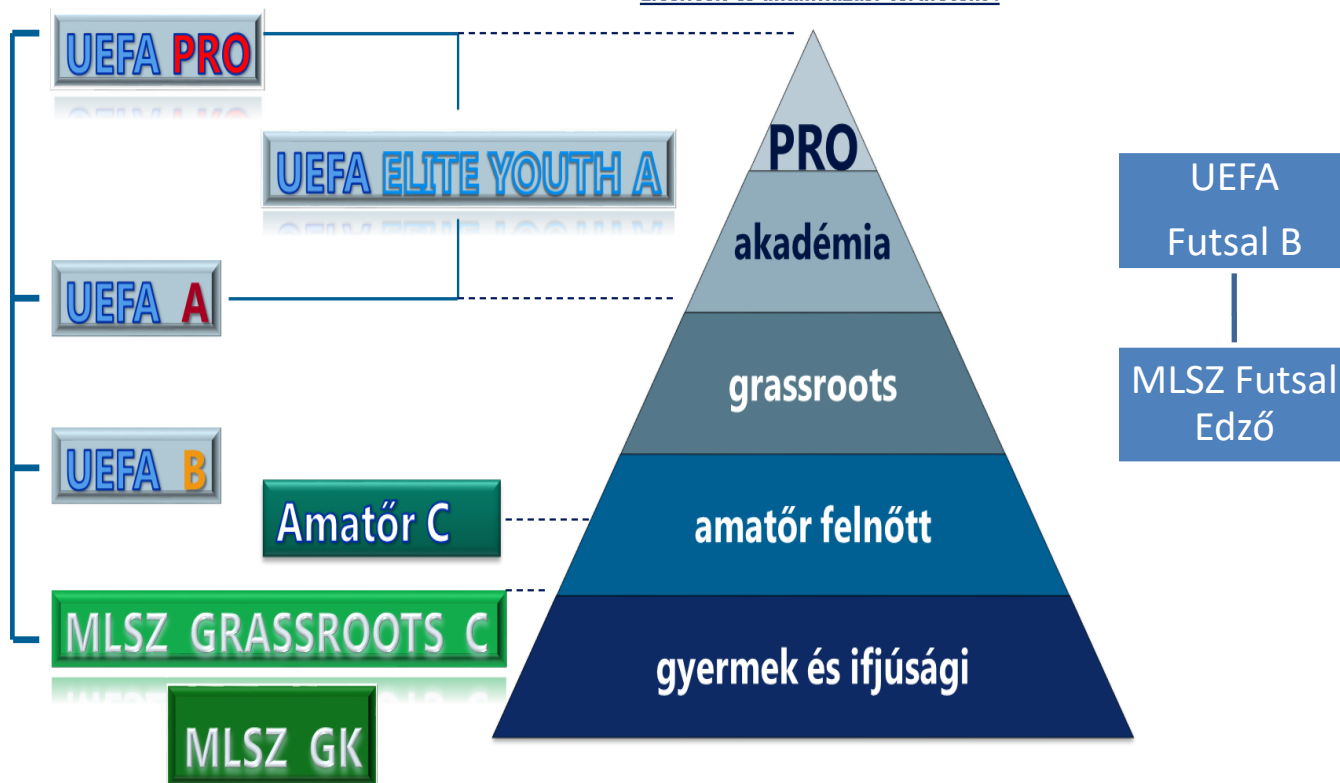 UEFA PRO
UEFA ELITE YOUTH A
UEFA A
UEFA B
Amatőr C
MLSZ GRASSROOTS C
MLSZ GK
PRO
akadémia
grassroots
amatőr felnőtt
gyermek és ifjúsági
UEFA
Futsal B
MLSZ Futsal
Edző